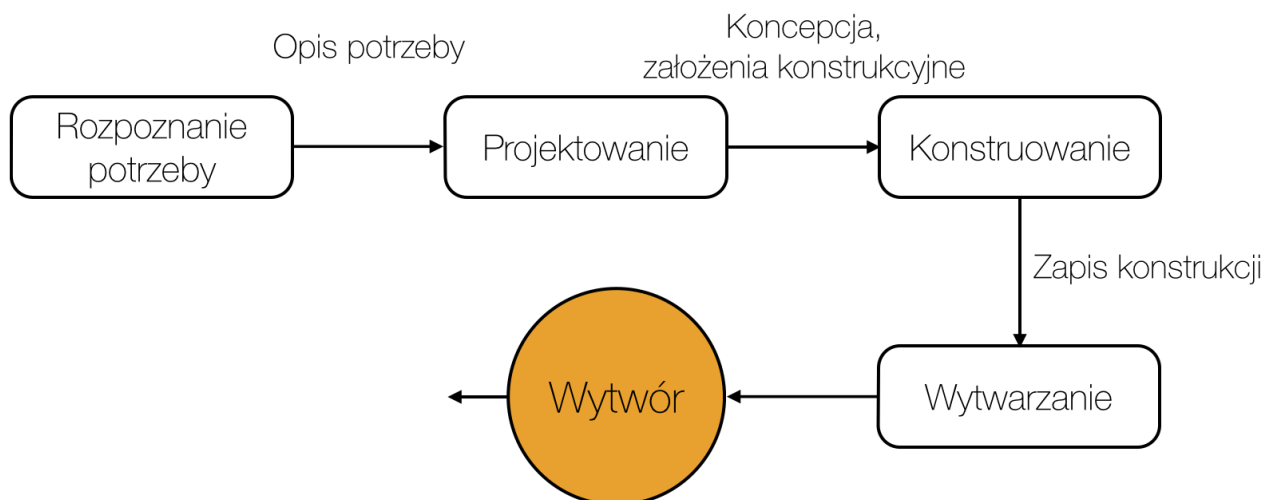 Opis potrzeby
Koncepcja,
założenia konstrukcyjne
Rozpoznanie
potrzeby
Projektowanie
Konstruowanie
Zapis konstrukcji
Wytwór
Wytwarzanie